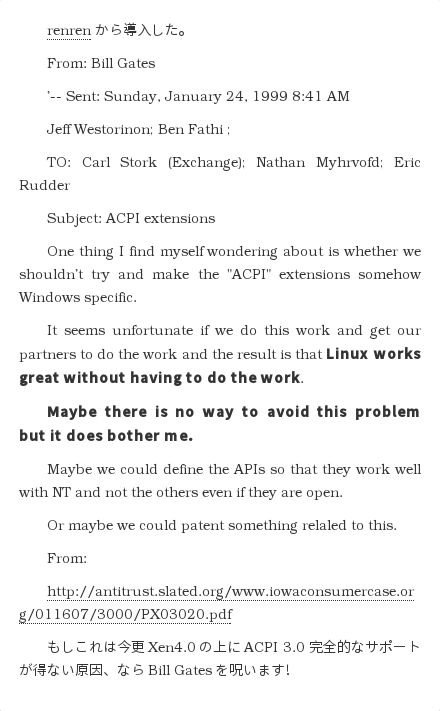 renren から導入した。
From: Bill Gates
'-- Sent: Sunday, January 24, 1999 8:41 AM
Jeff Westorinon; Ben Fathi ;
TO: Carl Stork (Exchange); Nathan Myhrvofd; Eric
Rudder
Subject: ACPI extensions
One thing I find myself wondering about is whether we
shouldn't try and make the "ACPI" extensions somehow
Windows specific.
It seems unfortunate if we do this work and get our
partners to do the work and the result is that Linux works
great without having to do the work.
Maybe there is no way to avoid this problem
but it does bother me.
Maybe we could define the APIs so that they work well
with NT and not the others even if they are open.
Or maybe we could patent something relaled to this.
From:
http://antitrust.slated.org/www.iowaconsumercase.or
g/011607/3000/PX03020.pdf
もしこれは今更 Xen4.0 の上に ACPI 3.0 完全的なサポート
が得ない原因、なら Bill Gates を呪います!